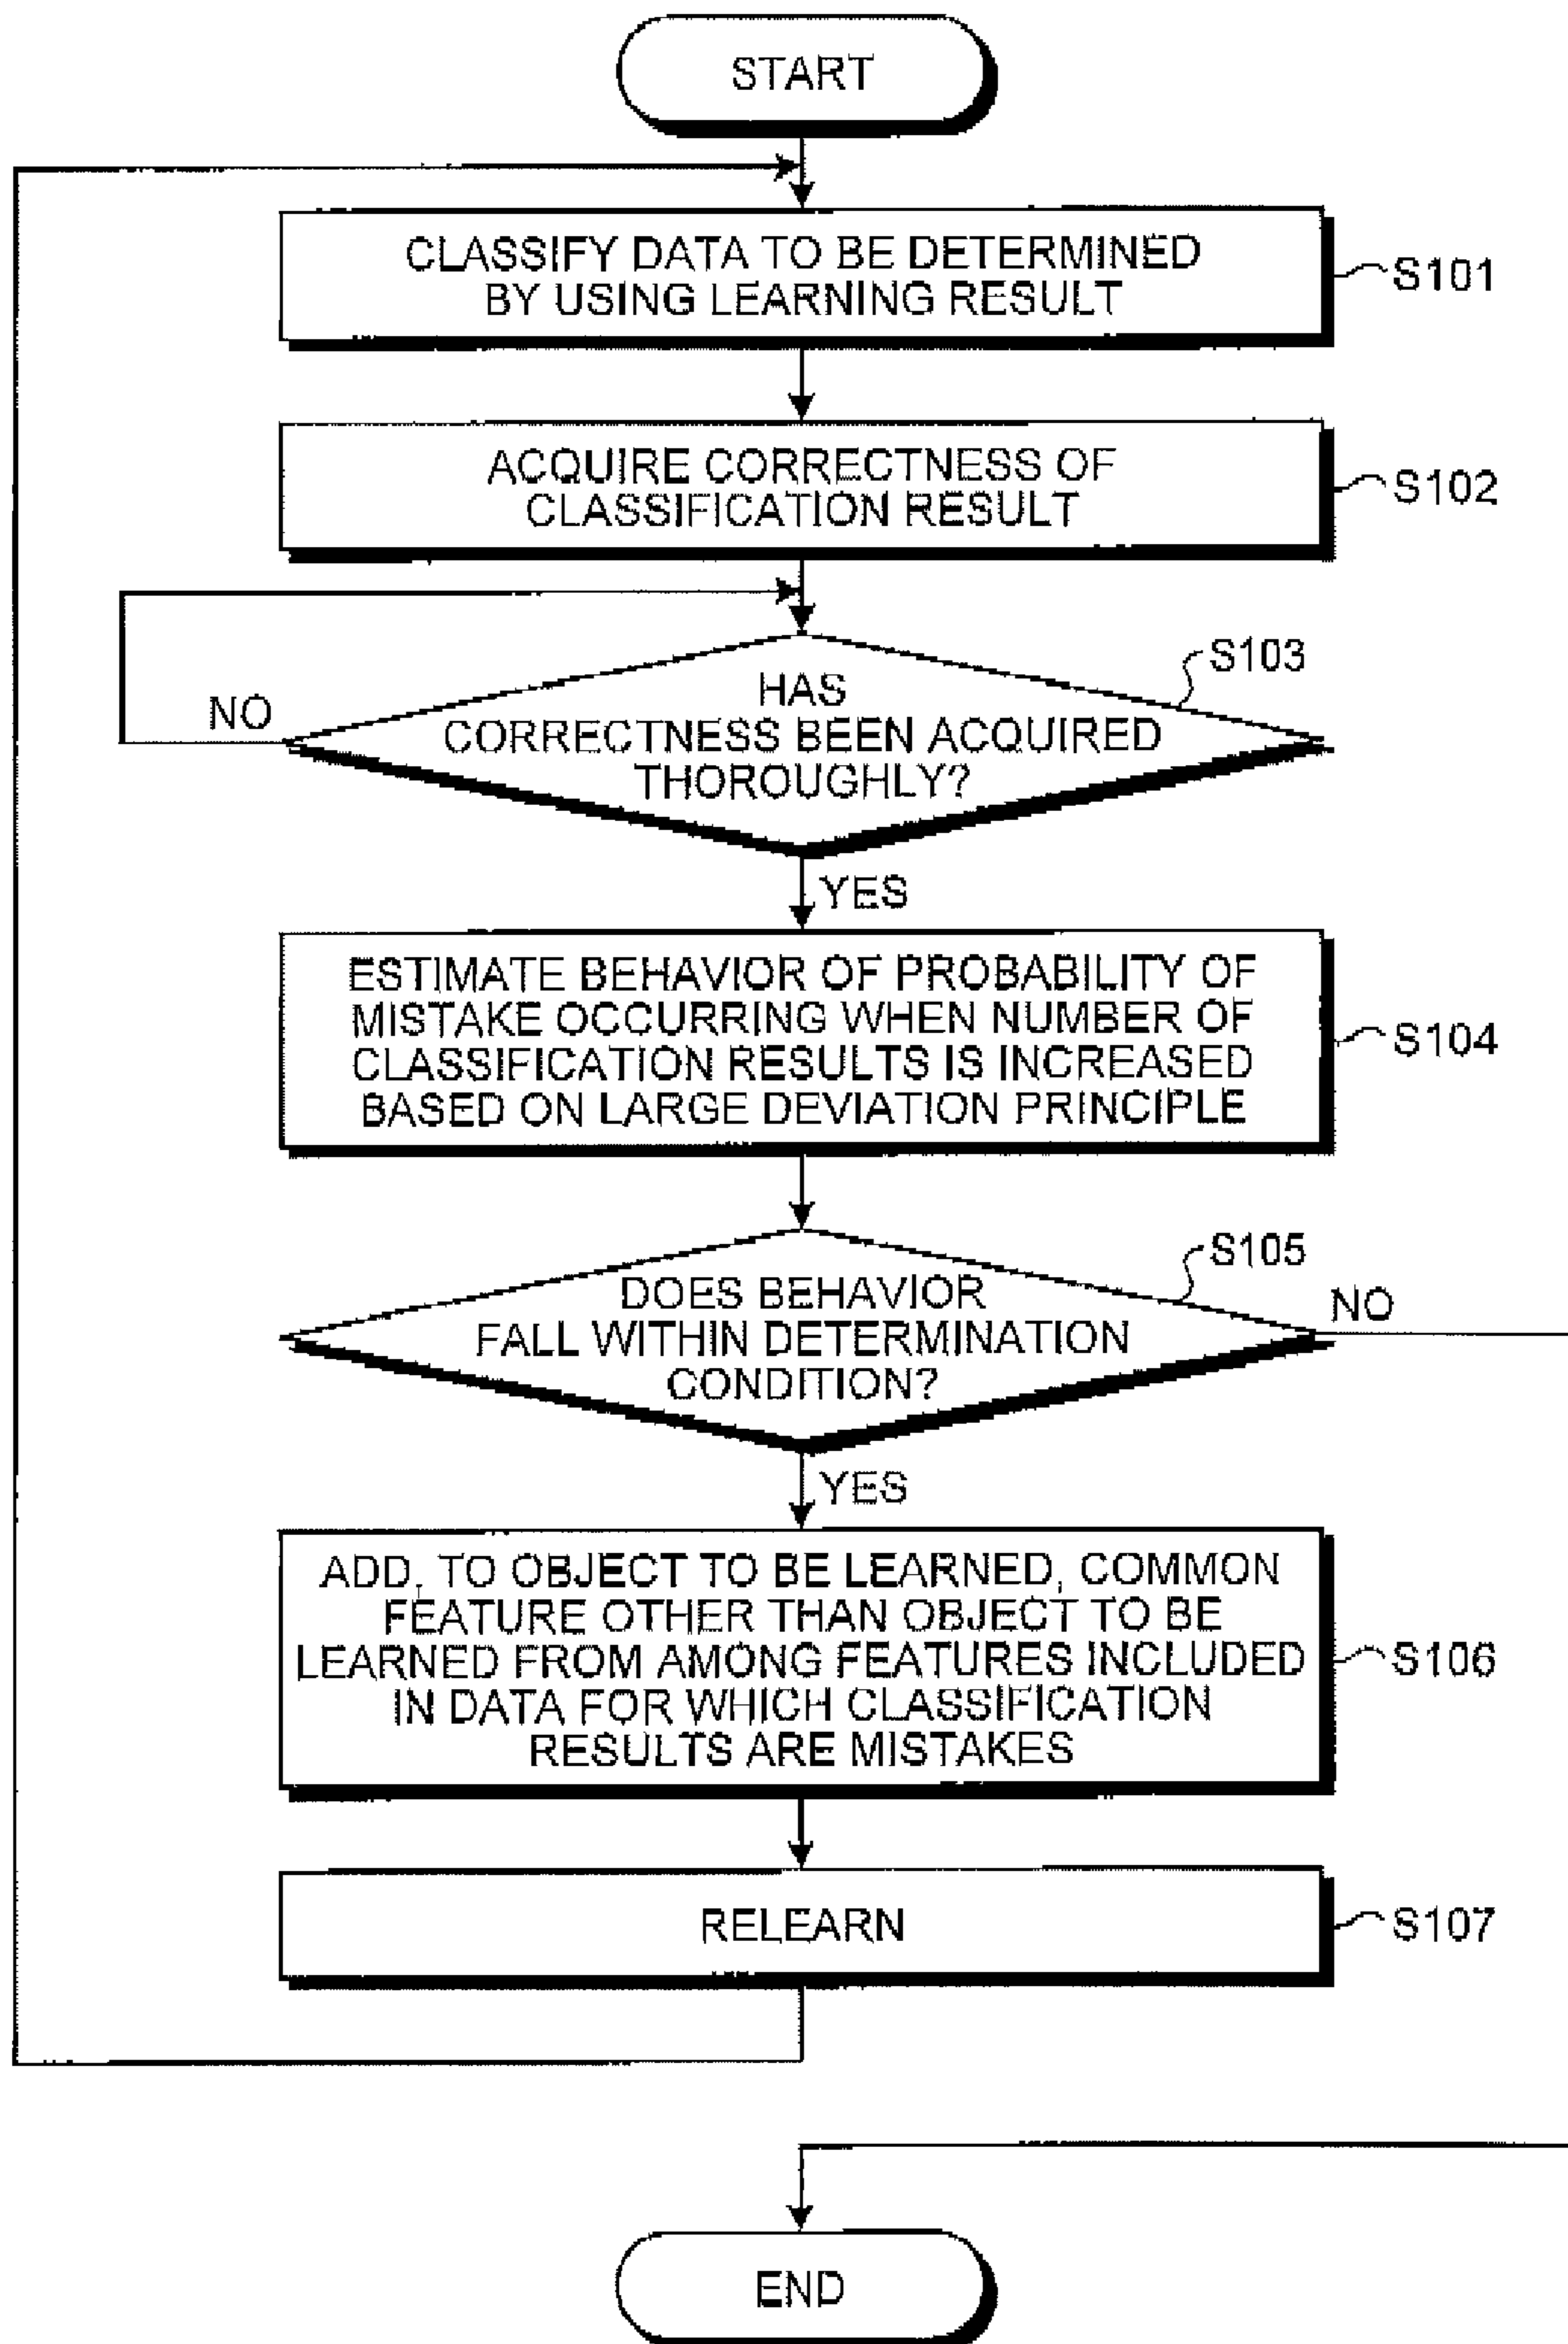 START
CLASSIFY DATA TO BE DETERMINED
BY USING LEARNING RESULT
S101
ACQUIRE CORRECTNESS OF
CLASSIFICATION RESULT
S102
S103
HAS
CORRECTNESS BEEN ACQUIRED
THOROUGHLY?
NO
YES
ESTIMATE BEHAVIOR OF PROBABILITY OF
MISTAKE OCCURRING WHEN NUMBER OF
CLASSIFICATION RESULTS IS INCREASED
BASED ON LARGE DEVIATION PRINCIPLE
S104
S105
DOES BEHAVIOR
FALL WITHIN DETERMINATION
CONDITION?
NO
YES
ADD, TO OBJECT TO BE LEARNED, COMMON
FEATURE OTHER THAN OBJECT TO BE
LEARNED FROM AMONG FEATURES INCLUDED
IN DATA FOR WHICH CLASSIFICATION
RESULTS ARE MISTAKES
S106
RELEARN
S107
END